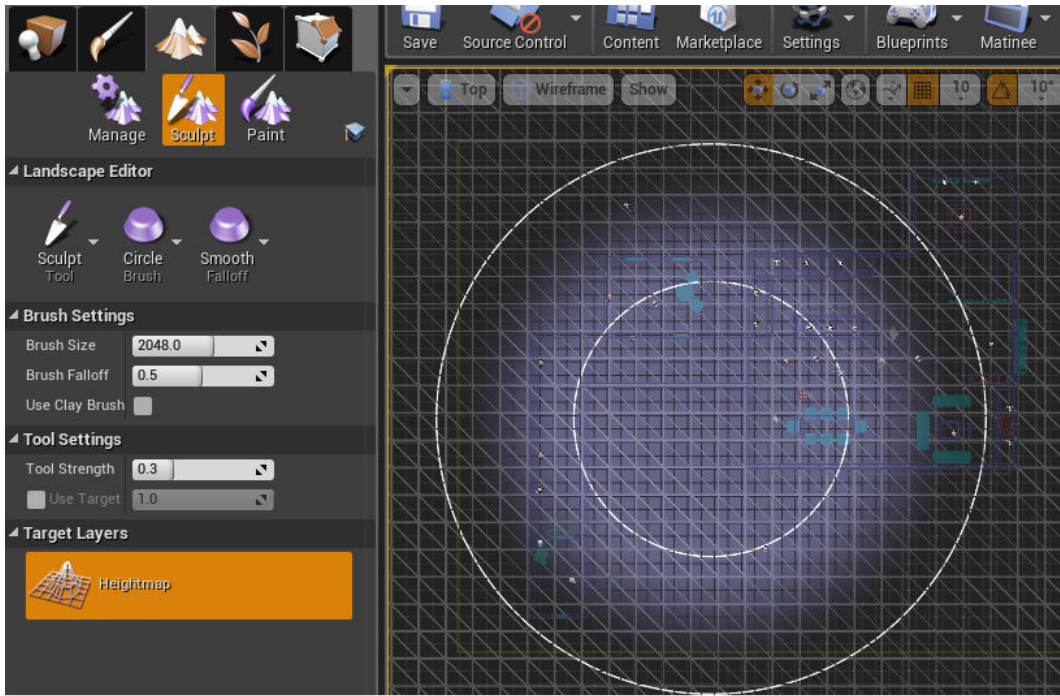 Save Source Control Content Marketplace Settings Blueprints Matinee
Top Wireframe Show 10 10°
Manage Sculpt Paint
Landscape Editor
Sculpt Circle Smooth
Tool Brush Falloff
Brush Settings
Brush Size 2048.0
Brush Falloff 0.5
Use Clay Brush
Tool Settings
Tool Strength 0.3
Use Target 1.0
Target Layers
Heightmap